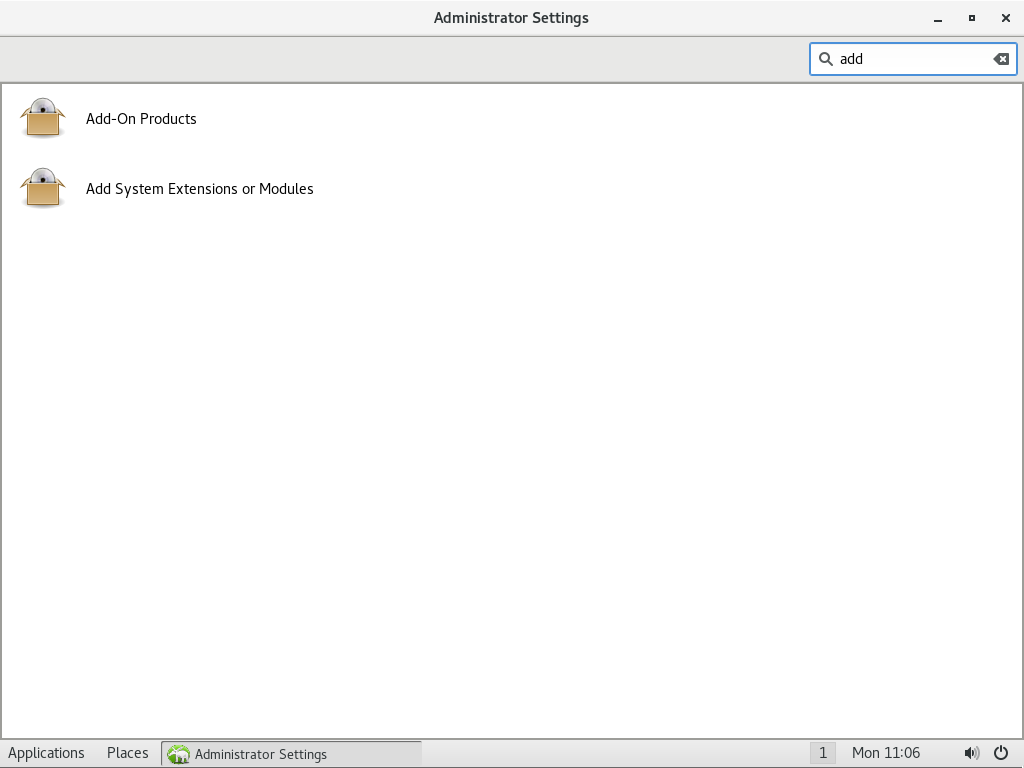 Administrator Settings
add
Add-On Products
Add System Extensions or Modules
Applications Places Administrator Settings 1 Mon 11:06